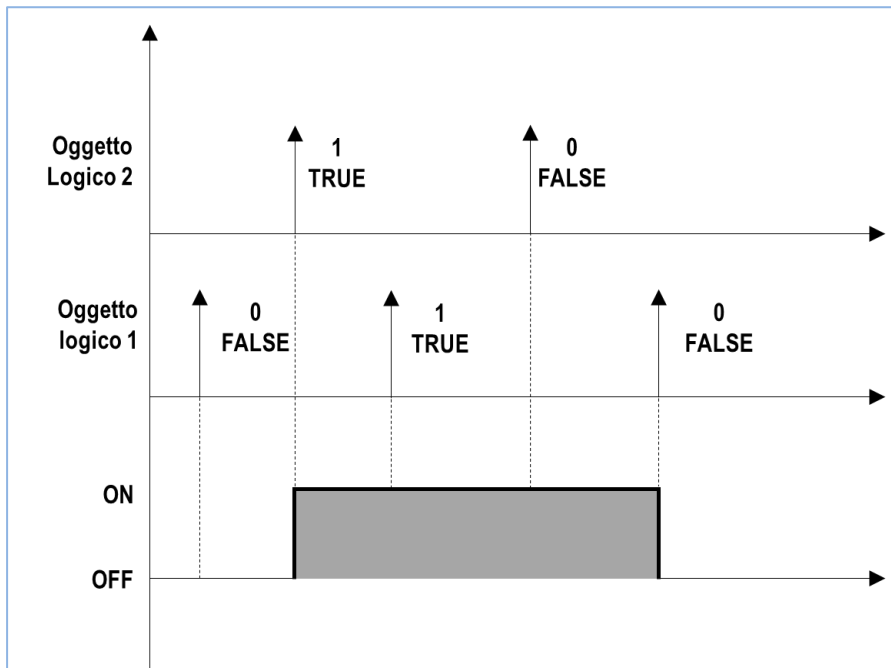 Oggetto
Logico 2
1
TRUE
0
FALSE
Oggetto
logico 1
0
FALSE
1
TRUE
0
FALSE
ON
OFF